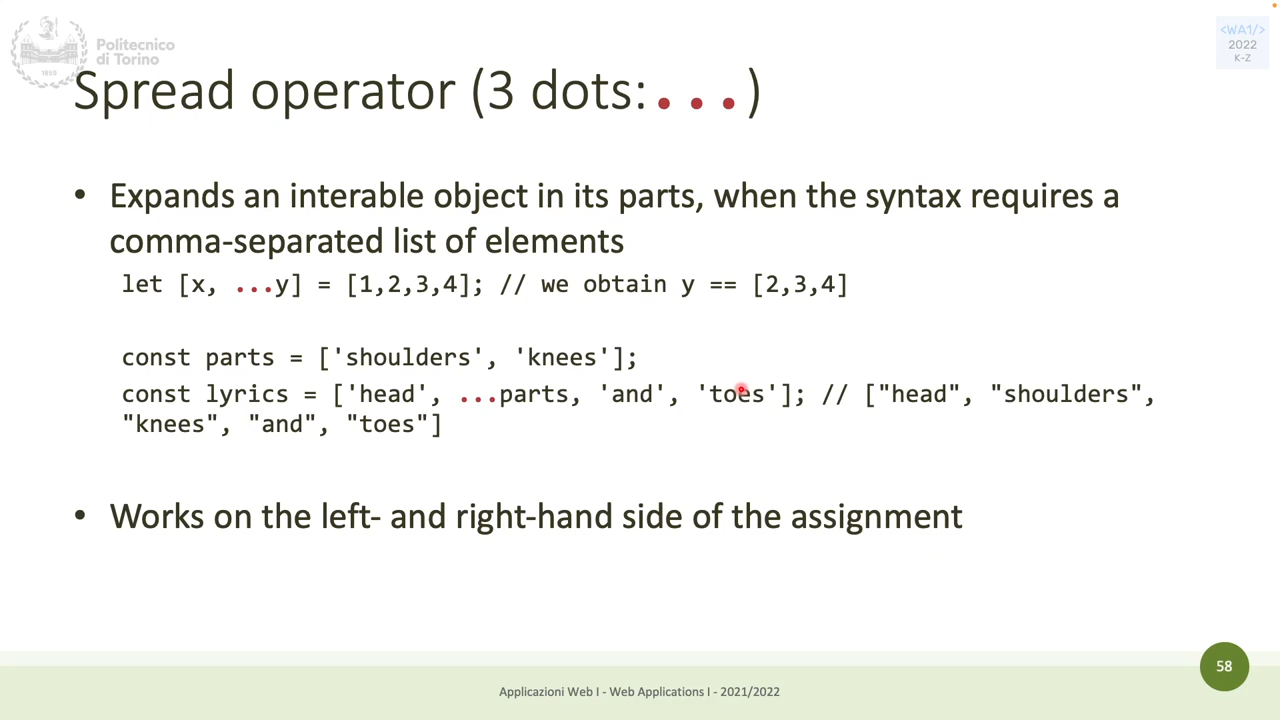 Politecnico
di Torino
1859
<WA1/>
2022
K-Z
Spread operator (3 dots:...)
• Expands an interable object in its parts, when the syntax requires a
comma-separated list of elements
let [x, ...y] = [1,2,3,4]; // we obtain y == [2,3,4]
const parts = ['shoulders', 'knees'];
const lyrics = ['head', ...parts, 'and', 'toes']; // ["head", "shoulders",
"knees", "and", "toes"]
• Works on the left- and right-hand side of the assignment
58
Applicazioni Web I - Web Applications I - 2021/2022